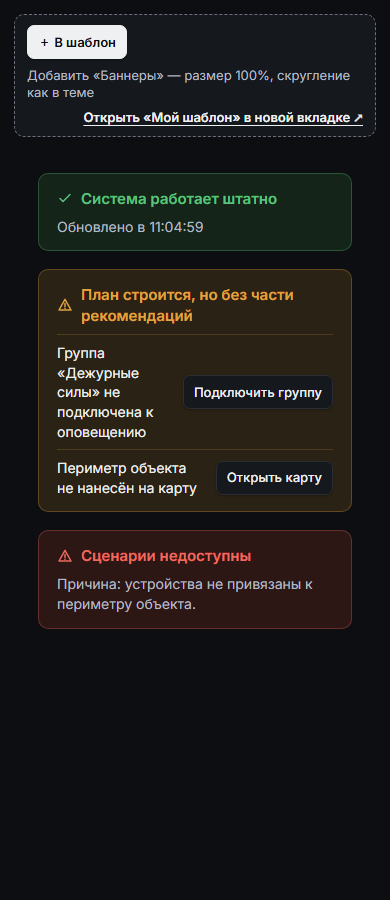 + В шаблон
Добавить «Баннеры» — размер 100%, скругление
как в теме
Открыть «Мой шаблон» в новой вкладке ↗
Система работает штатно
Обновлено в 11:04:59
План строится, но без части
рекомендаций
Группа
«Дежурные
силы» не
подключена к
оповещению
Подключить группу
Периметр объекта
не нанесён на карту
Открыть карту
Сценарии недоступны
Причина: устройства не привязаны к
периметру объекта.